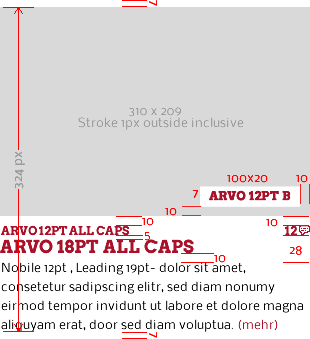 7
310 x 209
Stroke 1px outside inclusive
324 px
100x20 10
7 ARVO 12PT B
10
10 10
ARVO12PT ALL CAPS 12
5
ARVO 18PT ALL CAPS 28
10
Nobile 12pt , Leading 19pt- dolor sit amet,
consetetur sadipscing elitr, sed diam nonumy
eirmod tempor invidunt ut labore et dolore magna
aliquyam erat, door sed diam voluptua. (mehr)
7